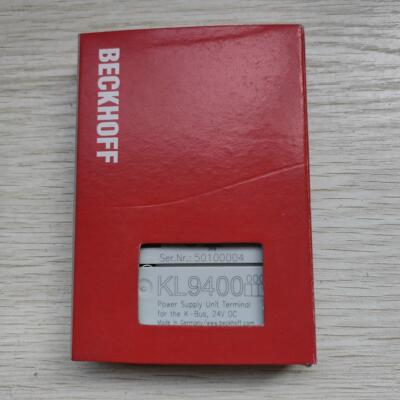 BECKHOFF
Ser.Nr.: 50100004
KL9400
Power Supply Unit Terminal
for the K-Bus, 24V DC
Made in Germany/www.beckhoff.com